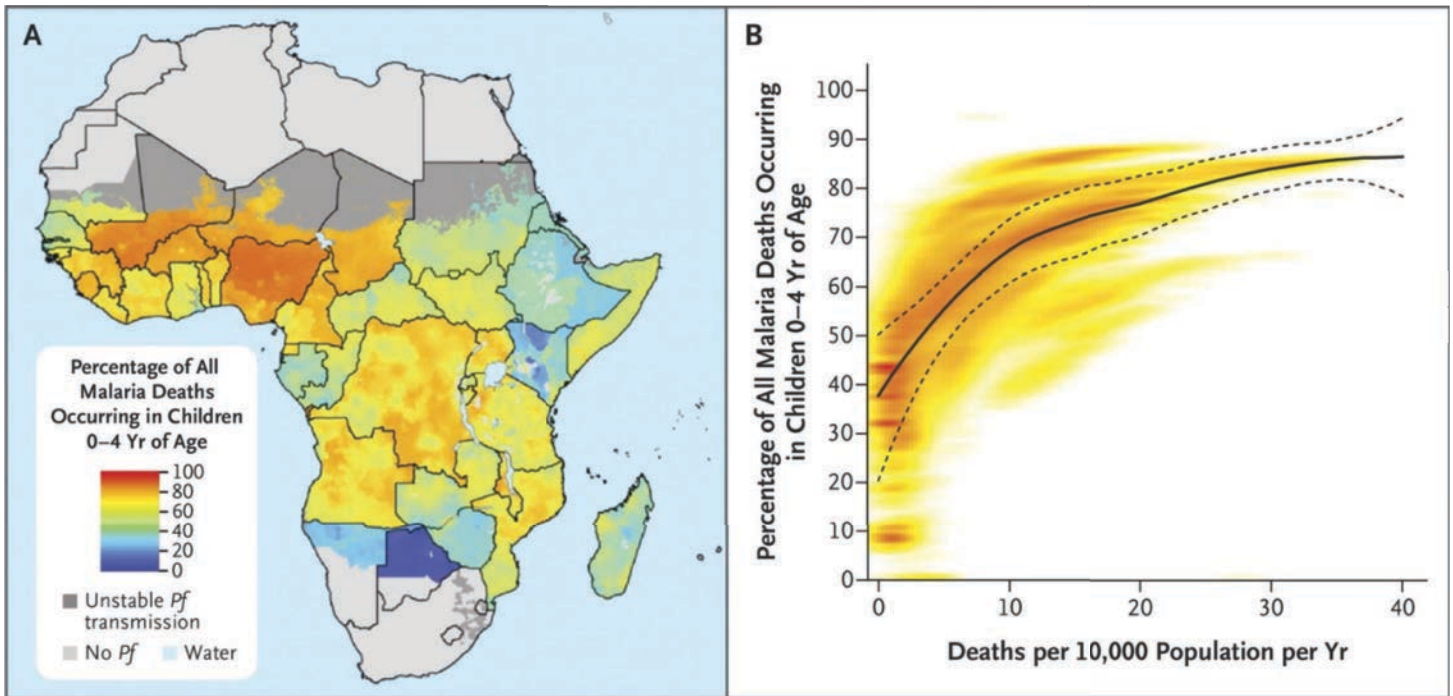 A
Percentage of All
Malaria Deaths
Occurring in Children
0–4 Yr of Age
100
80
60
40
20
0
Unstable Pf
transmission
No Pf
Water
B
Percentage of All Malaria Deaths Occurring
in Children 0–4 Yr of Age
100
90
80
70
60
50
40
30
20
10
0
0
10
20
30
40
Deaths per 10,000 Population per Yr